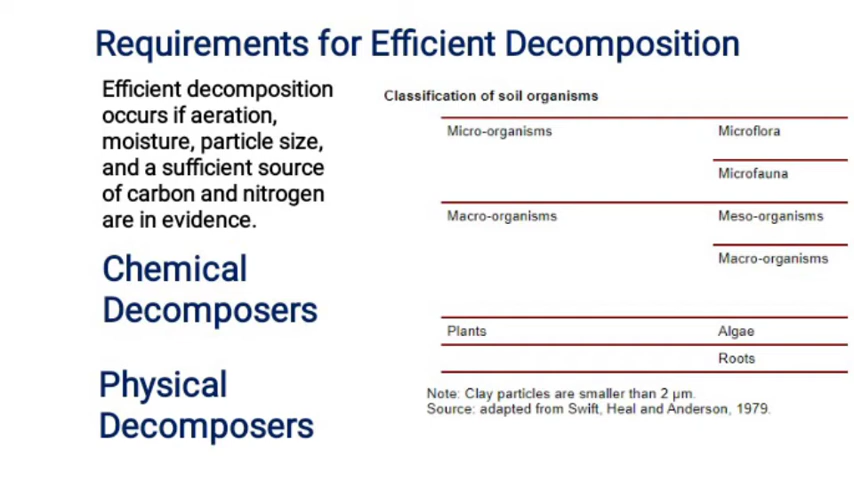 Requirements for Efficient Decomposition
Efficient decomposition
occurs if aeration,
moisture, particle size,
and a sufficient source
of carbon and nitrogen
are in evidence.
Chemical
Decomposers
Physical
Decomposers
Classification of soil organisms
Micro-organisms Microflora
Microfauna
Macro-organisms Meso-organisms
Macro-organisms
Plants Algae
Roots
Note: Clay particles are smaller than 2 µm.
Source: adapted from Swift, Heal and Anderson, 1979.